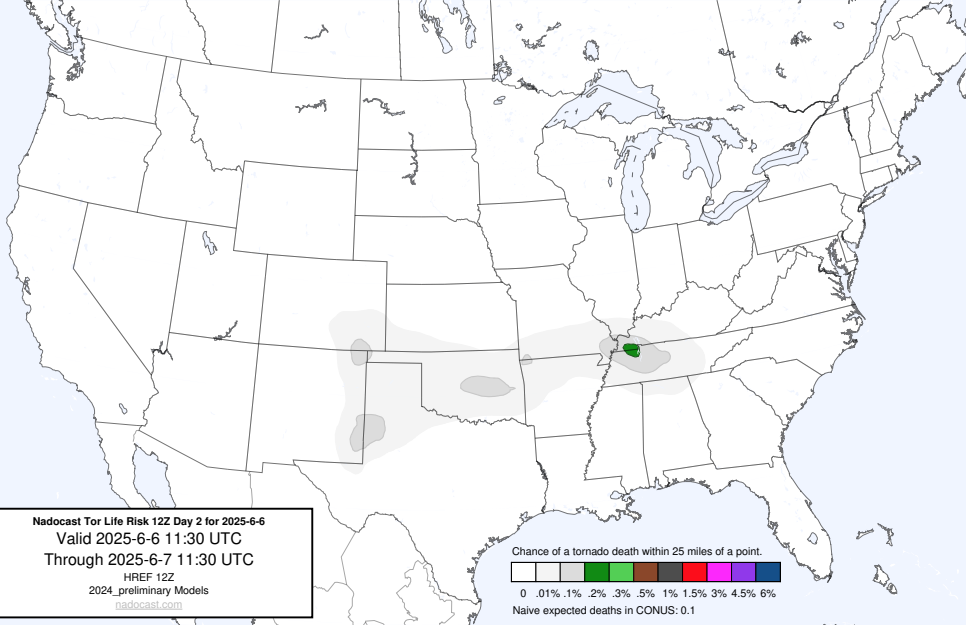 Nadocast Tor Life Risk 12Z Day 2 for 2025-6-6
Valid 2025-6-6 11:30 UTC
Through 2025-6-7 11:30 UTC
HREF 12Z
2024_preliminary Models
nadocast.com
Chance of a tornado death within 25 miles of a point.
0 .01% .1% .2% .3% .5% 1% 1.5% 3% 4.5% 6%
Naive expected deaths in CONUS: 0.1